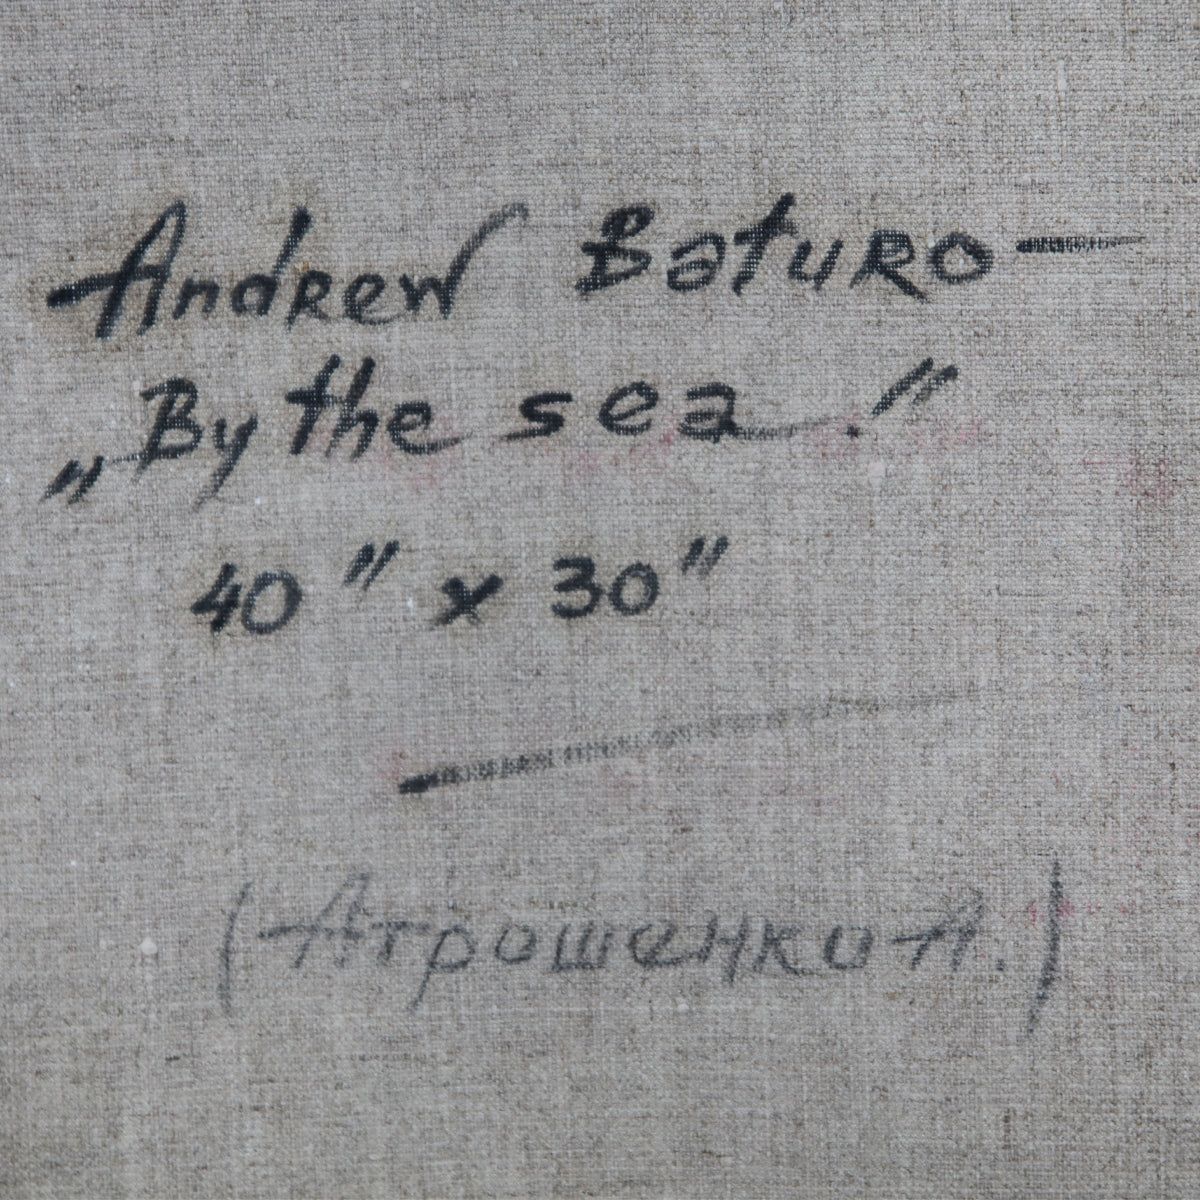 Andrew Baturo —
„By the sea."
40" x 30"
(Атрошенко А.)